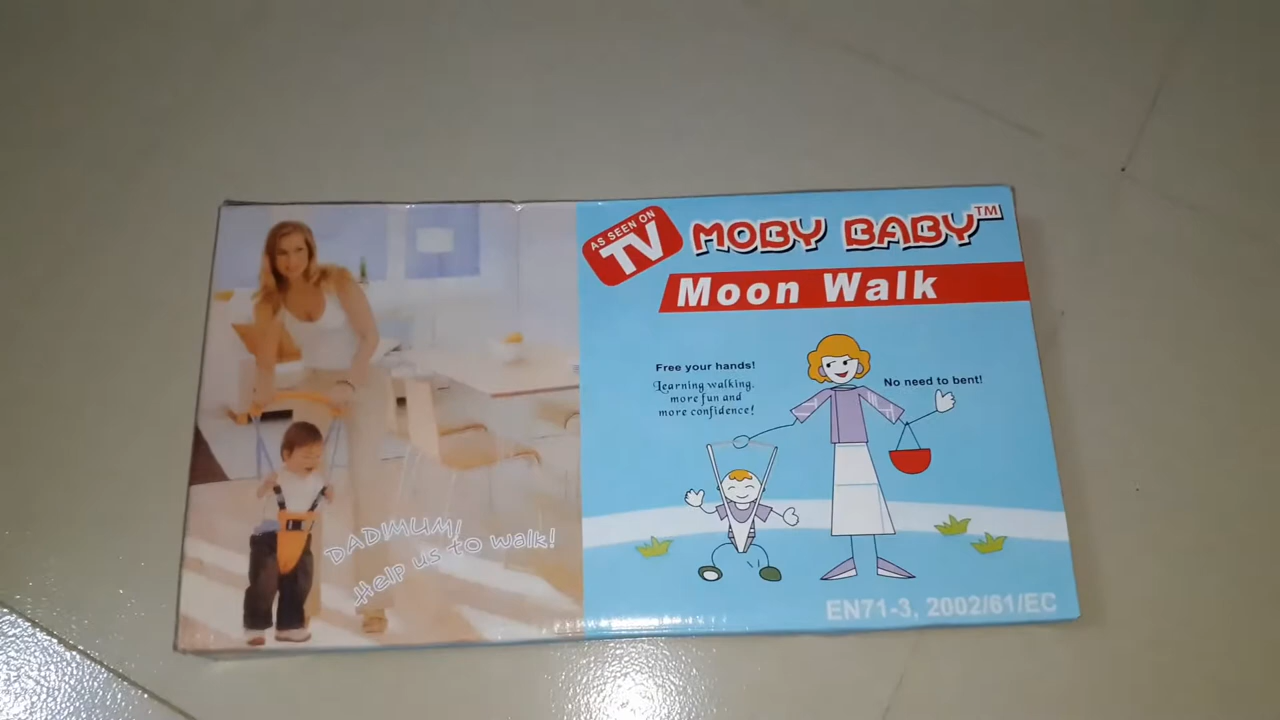 AS SEEN ON
TV
MOBY BABY™
Moon Walk
Free your hands!
Learning walking,
more fun and
more confidence!
No need to bent!
DADIMUMI
Help us to walk!
EN71-3, 2002/61/EC